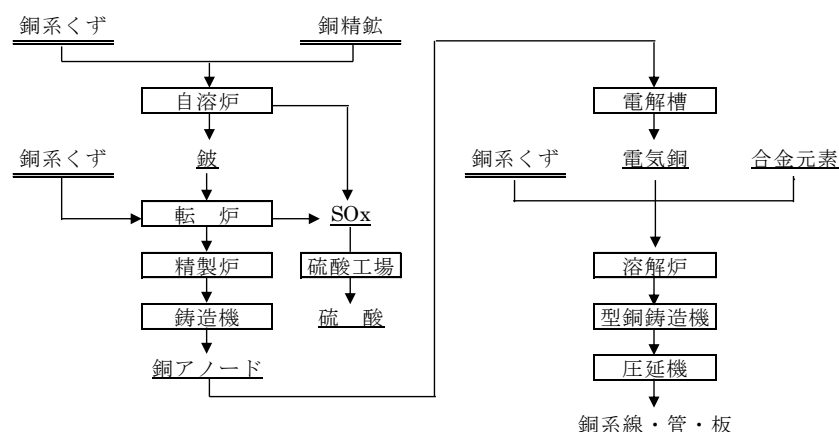 銅系くず
銅精鉱
自溶炉
銅系くず
鈹
転　炉
SOx
精製炉
硫酸工場
鋳造機
硫　酸
銅アノード
電解槽
銅系くず
電気銅
合金元素
溶解炉
型銅鋳造機
圧延機
銅系線・管・板